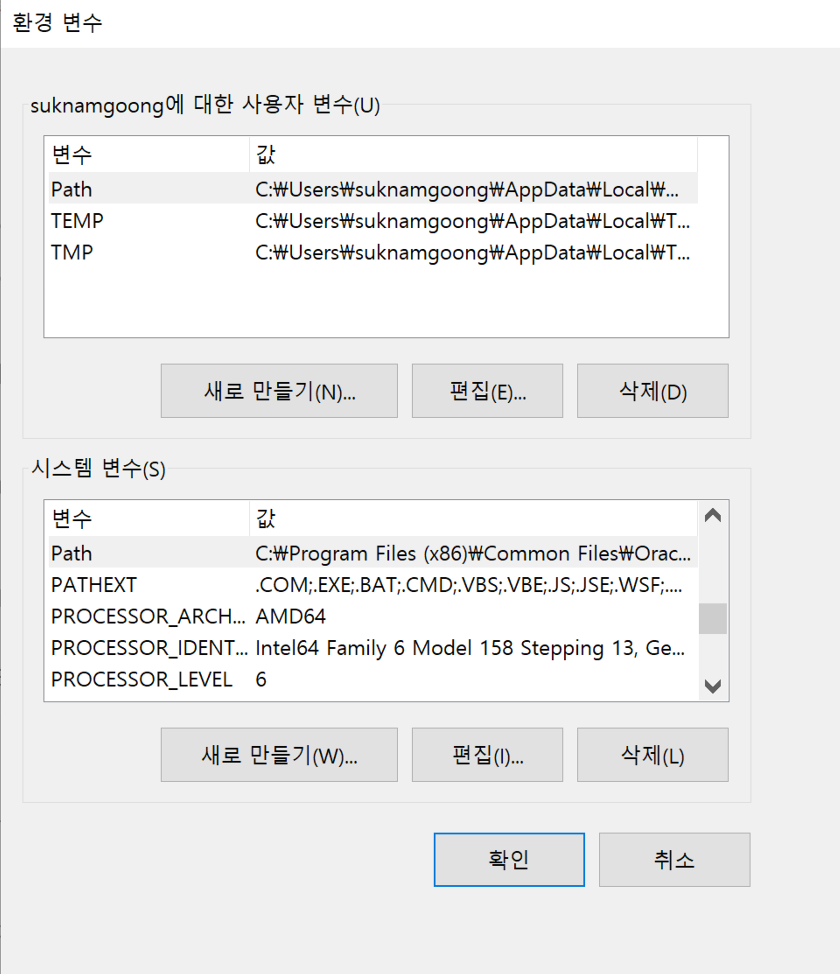 환경 변수
suknamgoong에 대한 사용자 변수(U)
변수 값
Path C:₩Users₩suknamgoong₩AppData₩Local₩...
TEMP C:₩Users₩suknamgoong₩AppData₩Local₩T...
TMP C:₩Users₩suknamgoong₩AppData₩Local₩T...
새로 만들기(N)... 편집(E)... 삭제(D)
시스템 변수(S)
변수 값
Path C:₩Program Files (x86)₩Common Files₩Orac...
PATHEXT .COM;.EXE;.BAT;.CMD;.VBS;.VBE;.JS;.JSE;.WSF;....
PROCESSOR_ARCH... AMD64
PROCESSOR_IDENT... Intel64 Family 6 Model 158 Stepping 13, Ge...
PROCESSOR_LEVEL 6
새로 만들기(W)... 편집(I)... 삭제(L)
확인 취소